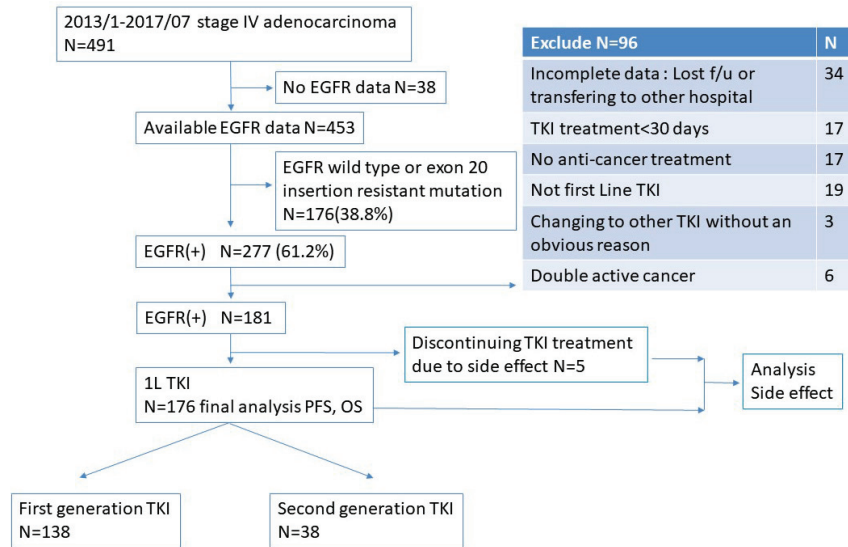 2013/1-2017/07 stage IV adenocarcinoma
N=491
No EGFR data N=38
Available EGFR data N=453
EGFR wild type or exon 20
insertion resistant mutation
N=176(38.8%)
EGFR(+) N=277 (61.2%)
EGFR(+) N=181
Discontinuing TKI treatment
due to side effect N=5
1L TKI
N=176 final analysis PFS, OS
Analysis
Side effect
First generation TKI
N=138
Second generation TKI
N=38
Exclude N=96 N
Incomplete data : Lost f/u or 34
transfering to other hospital
TKI treatment<30 days 17
No anti-cancer treatment 17
Not first Line TKI 19
Changing to other TKI without an 3
obvious reason
Double active cancer 6